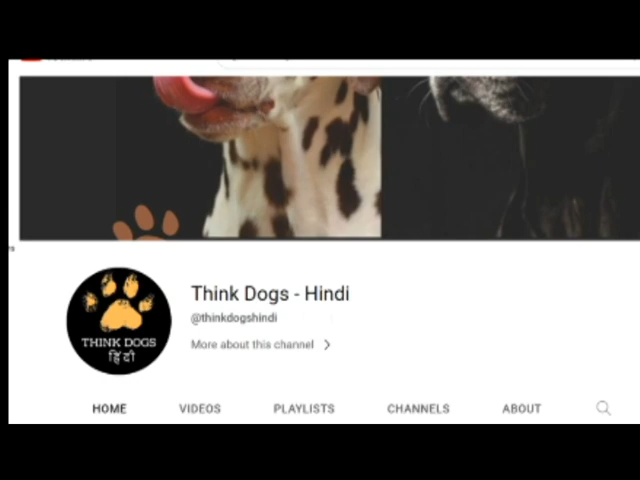 Think Dogs - Hindi
@thinkdogshindi
THINK DOGS
हिंदी
More about this channel >
HOME VIDEOS PLAYLISTS CHANNELS ABOUT